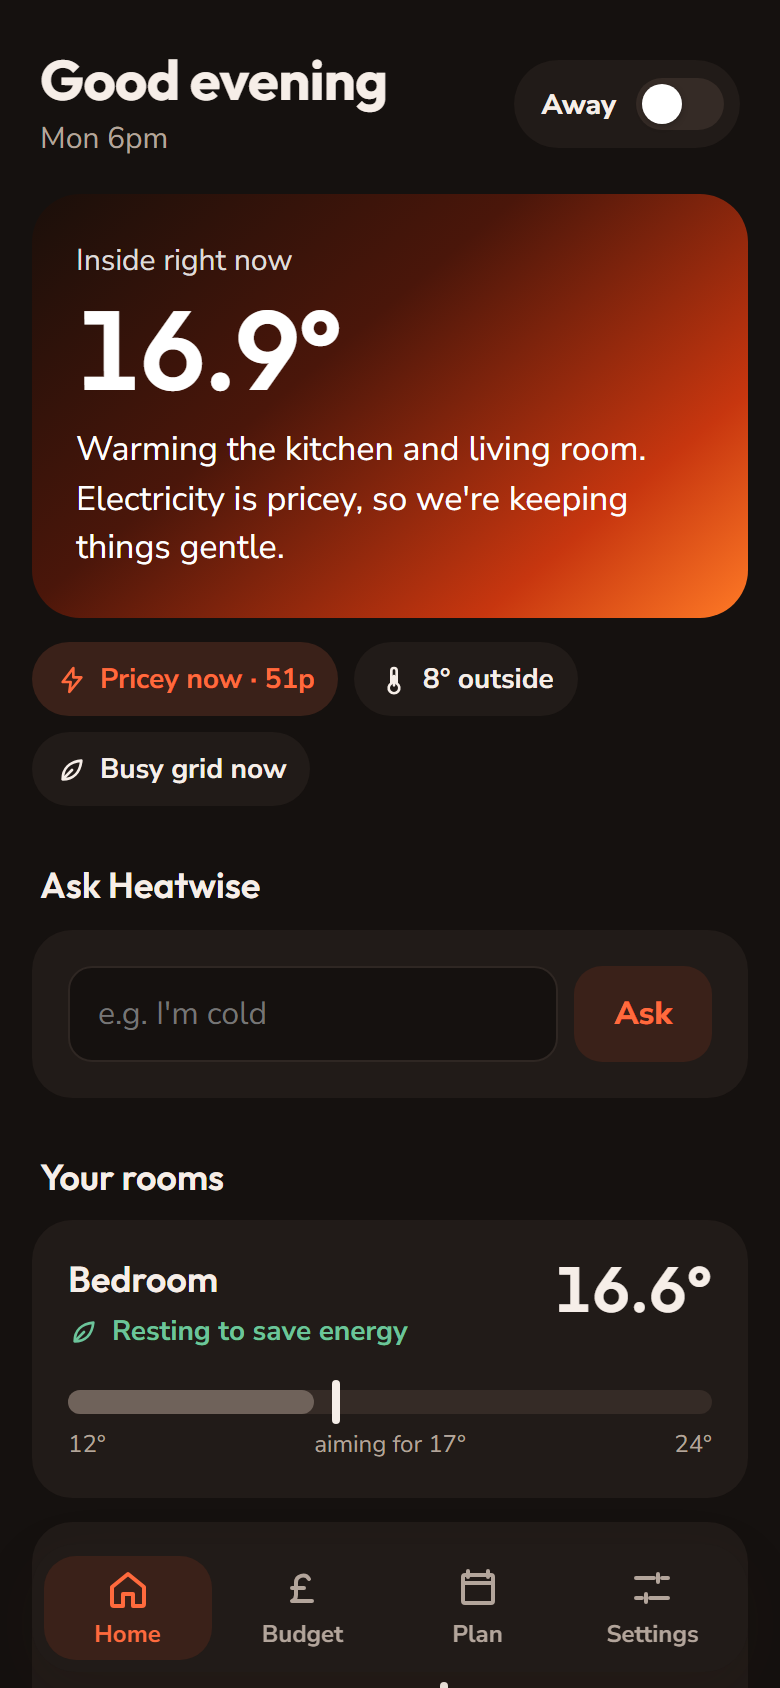 Good evening
Mon 6pm
Away
Inside right now
16.9°
Warming the kitchen and living room.
Electricity is pricey, so we're keeping
things gentle.
Pricey now · 51p
8° outside
Busy grid now
Ask Heatwise
e.g. I'm cold
Ask
Your rooms
Bedroom
16.6°
Resting to save energy
12°
aiming for 17°
24°
Home
£
Budget
Plan
Settings